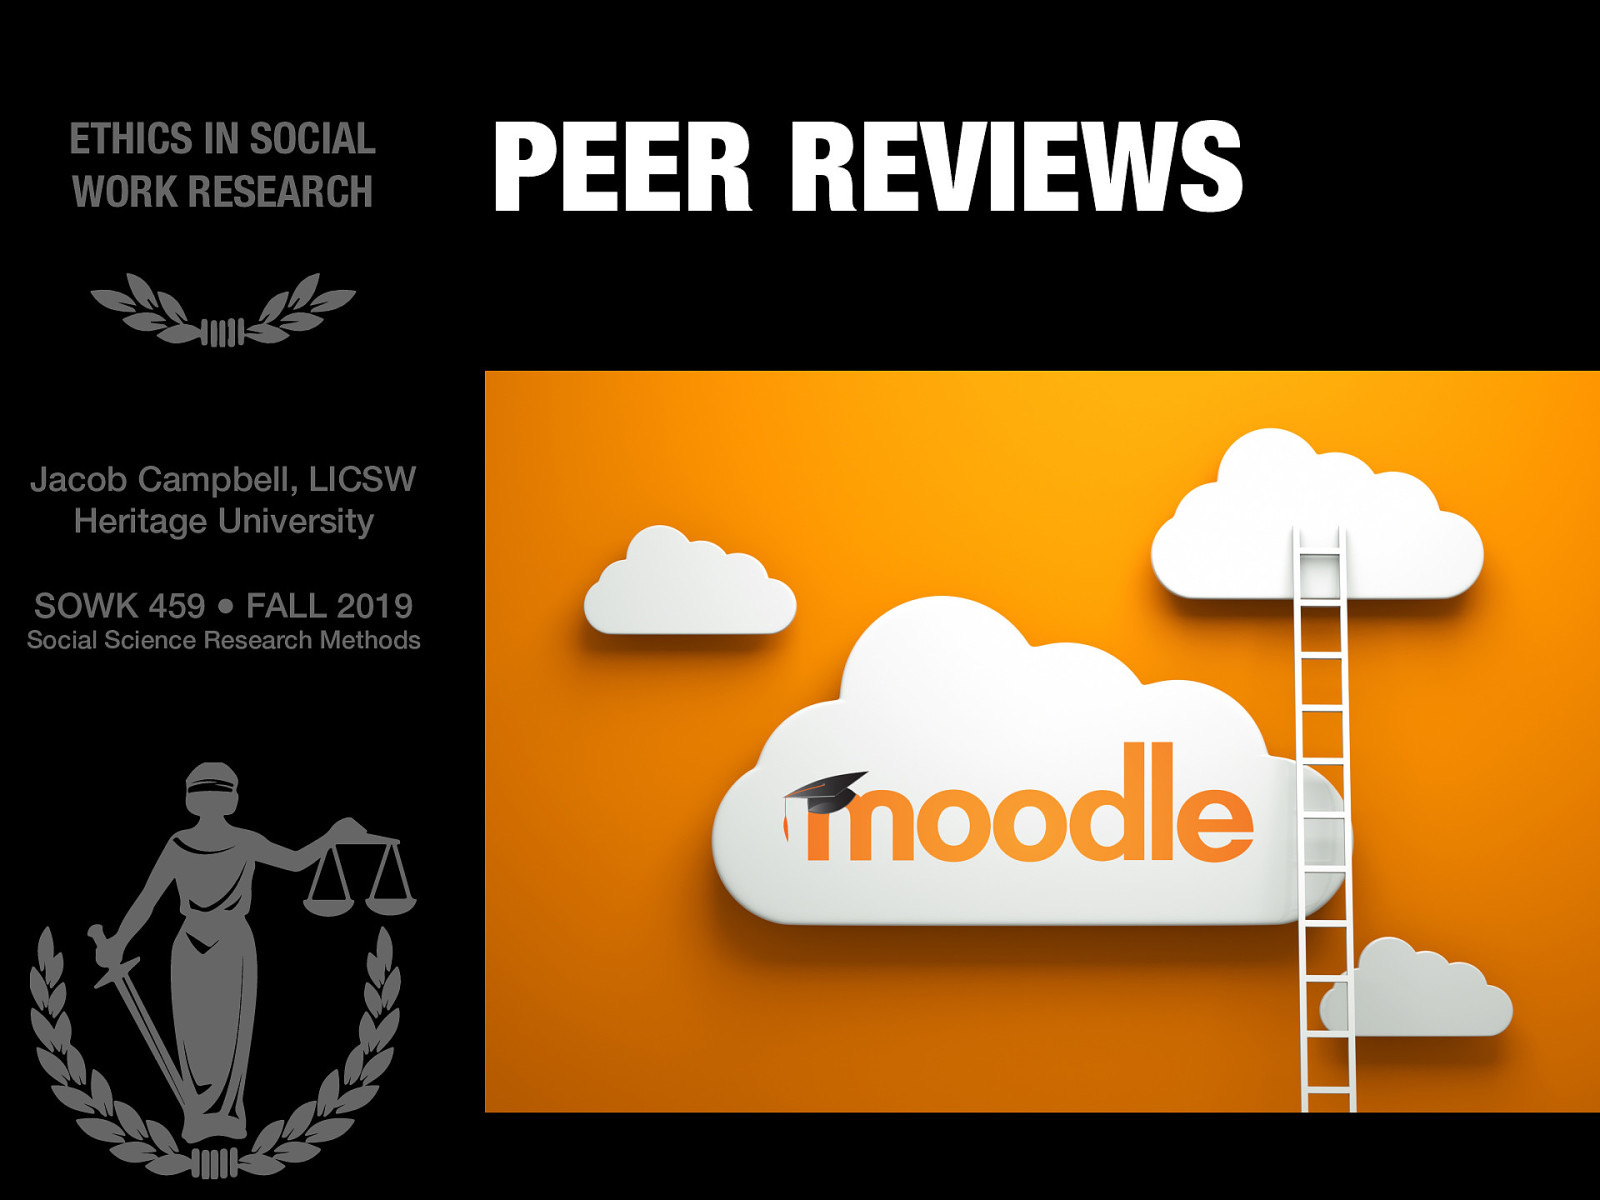 ETHICS IN SOCIAL
WORK RESEARCH
Jacob Campbell, LICSW
Heritage University
SOWK 459 • FALL 2019
Social Science Research Methods
PEER REVIEWS
moodle